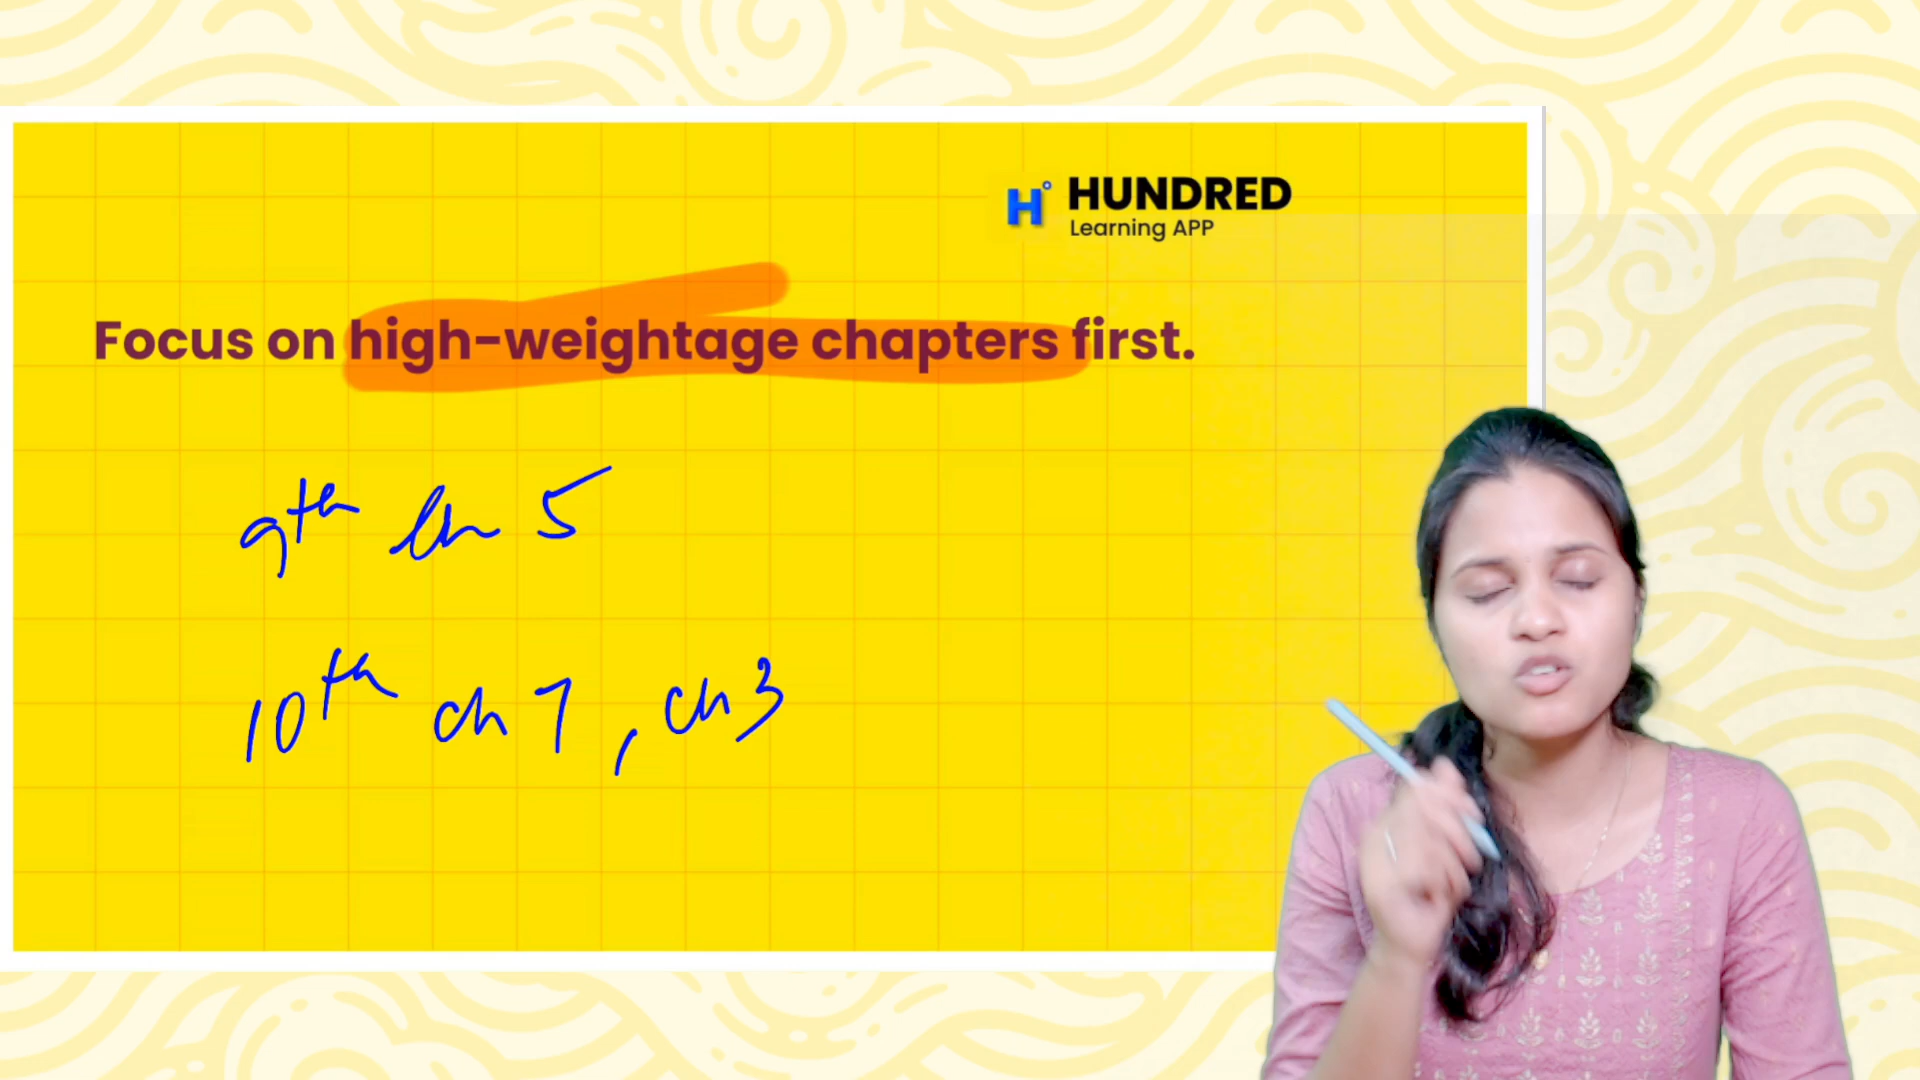 H HUNDRED
Learning APP
Focus on high-weightage chapters first.
9th ch 5
10th ch 7, ch 3